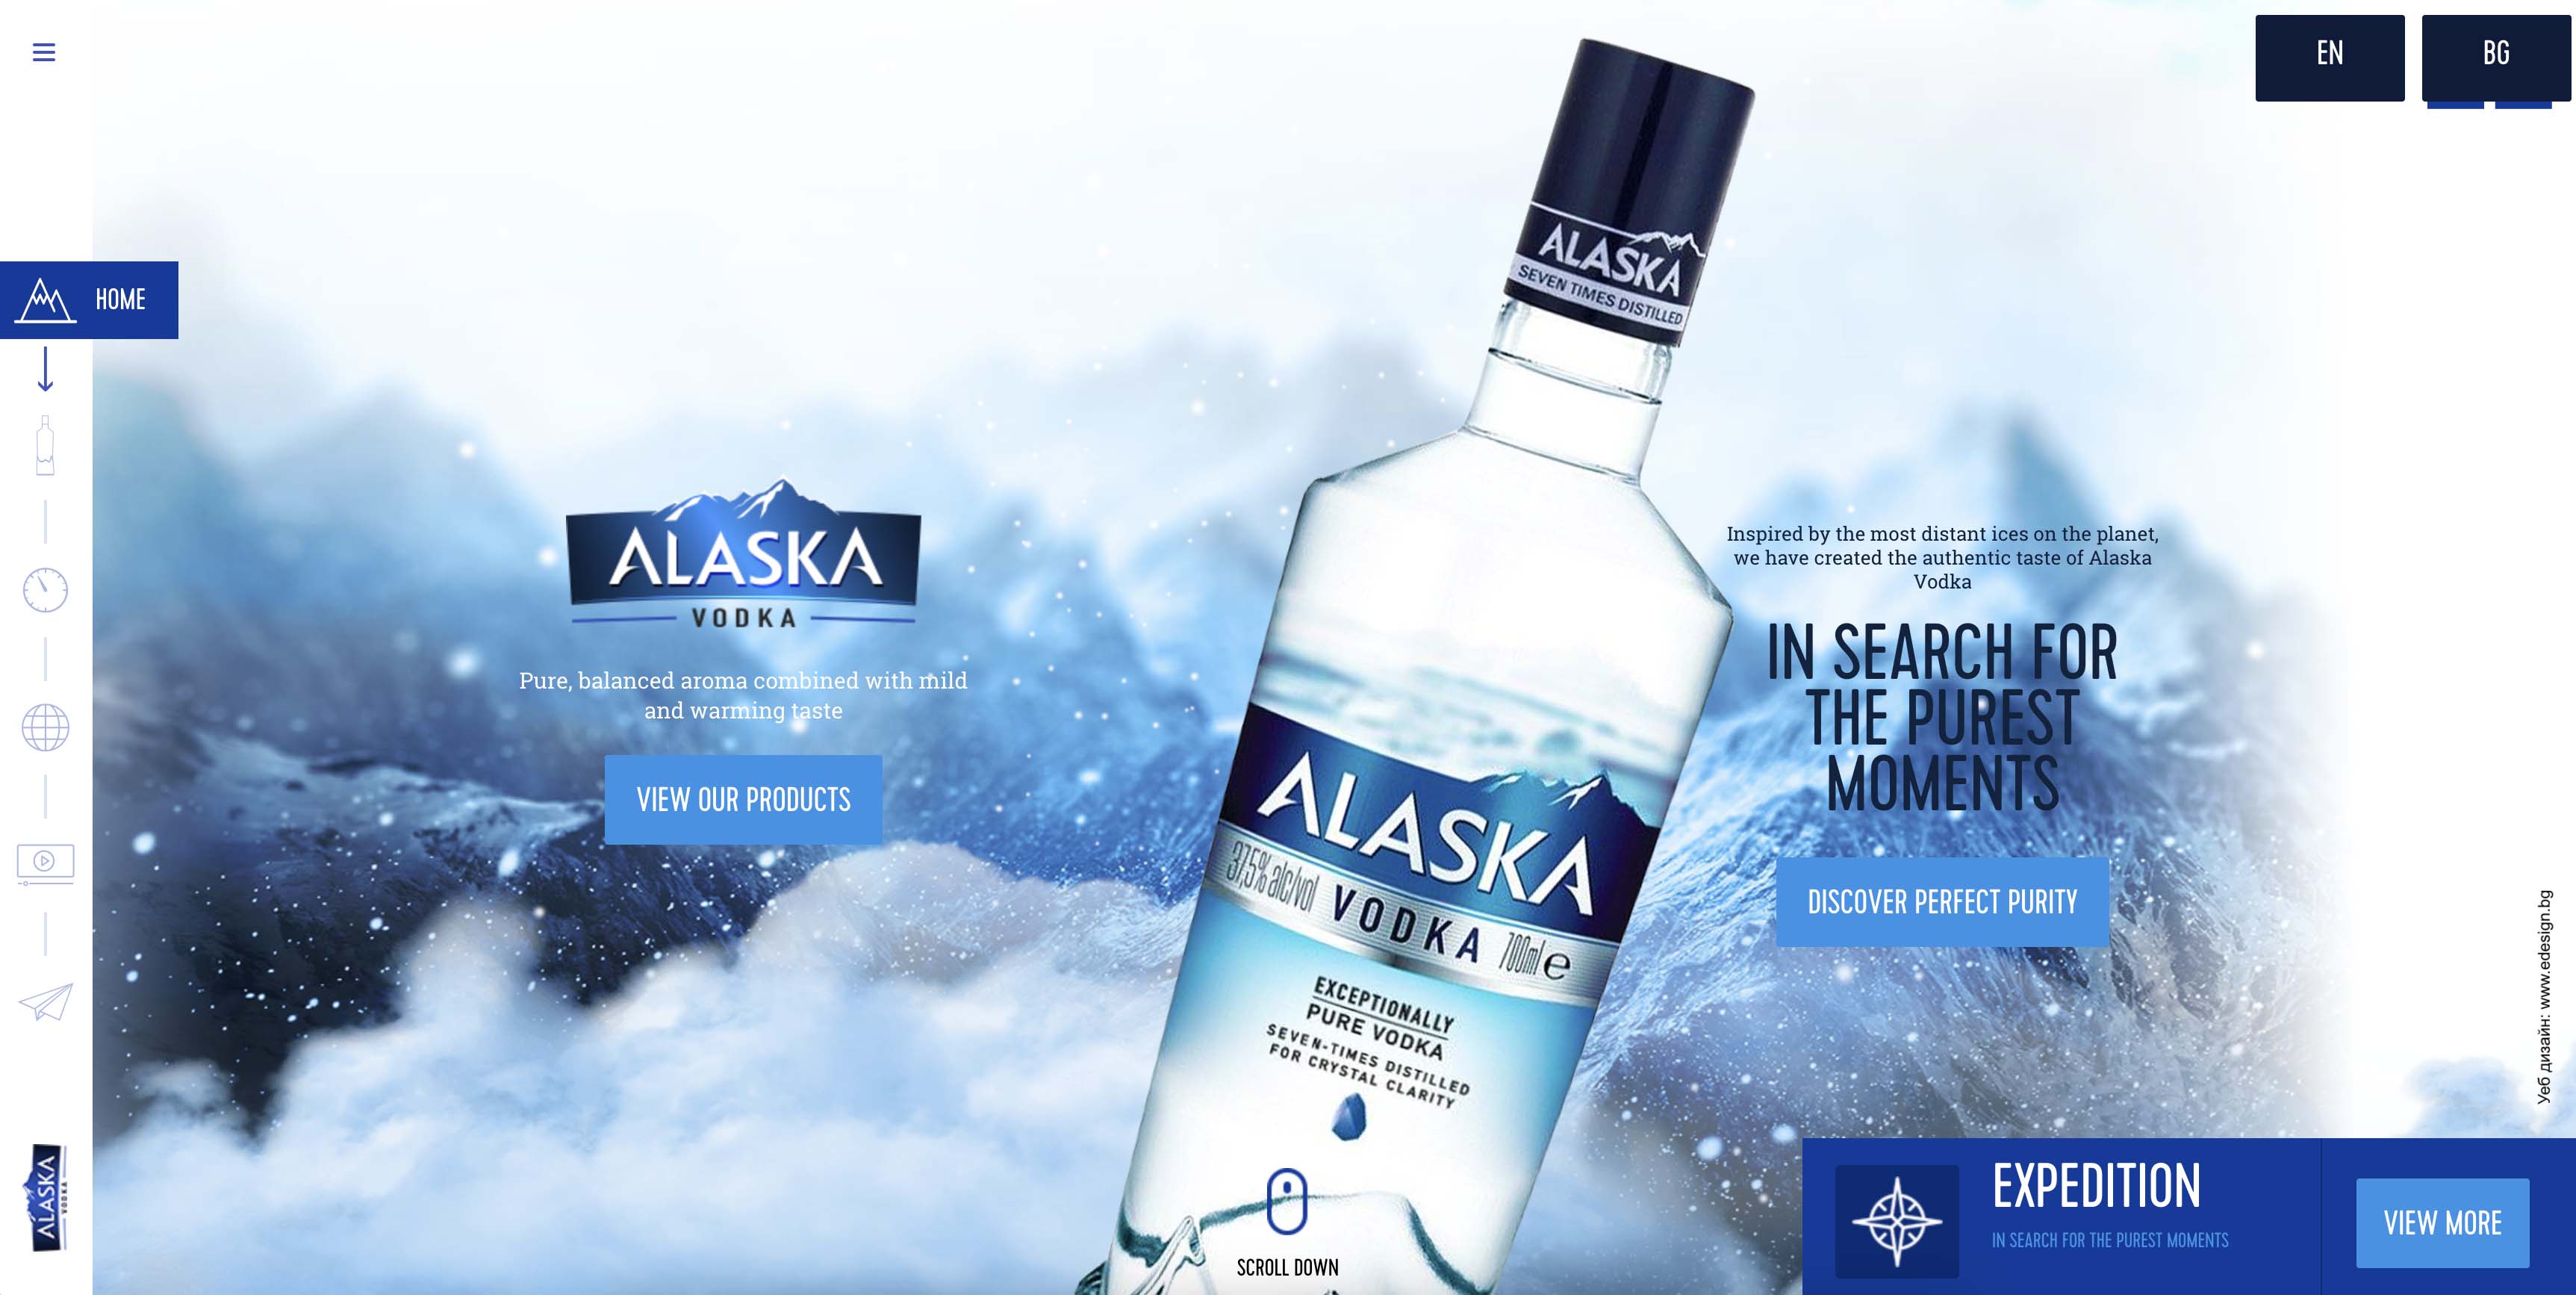 EN
BG
HOME
ALASKA
SEVEN TIMES DISTILLED
ALASKA
VODKA
Pure, balanced aroma combined with mild
and warming taste
VIEW OUR PRODUCTS
ALASKA
37,5% alc/vol VODKA 700ml e
EXCEPTIONALLY
PURE VODKA
SEVEN-TIMES DISTILLED
FOR CRYSTAL CLARITY
Inspired by the most distant ices on the planet,
we have created the authentic taste of Alaska
Vodka
IN SEARCH FOR
THE PUREST
MOMENTS
DISCOVER PERFECT PURITY
Уеб дизайн: www.edesign.bg
ALASKA
VODKA
SCROLL DOWN
EXPEDITION
IN SEARCH FOR THE PUREST MOMENTS
VIEW MORE